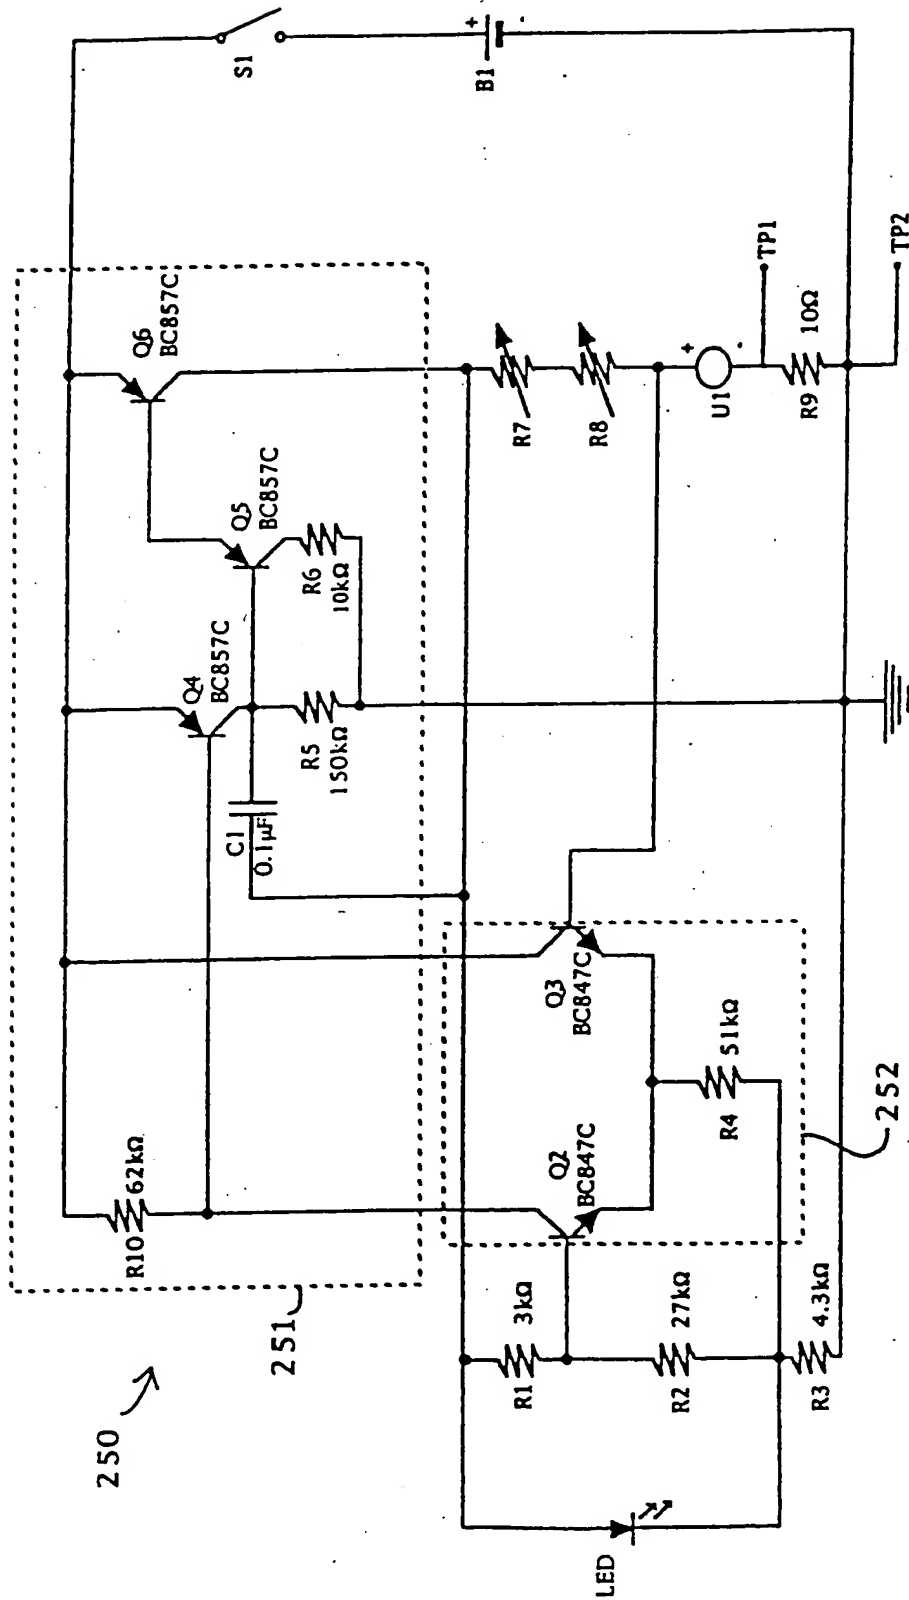 S1
+
B1
Q6
BC857C
Q5
BC857C
R6
10kΩ
Q4
BC857C
R5
150kΩ
C1
0.1µF
R10
62kΩ
251
250
R7
R8
+
U1
-
TP1
R9
10Ω
TP2
Q3
BC847C
Q2
BC847C
R4
51kΩ
252
R1
3kΩ
R2
27kΩ
R3
4.3kΩ
LED